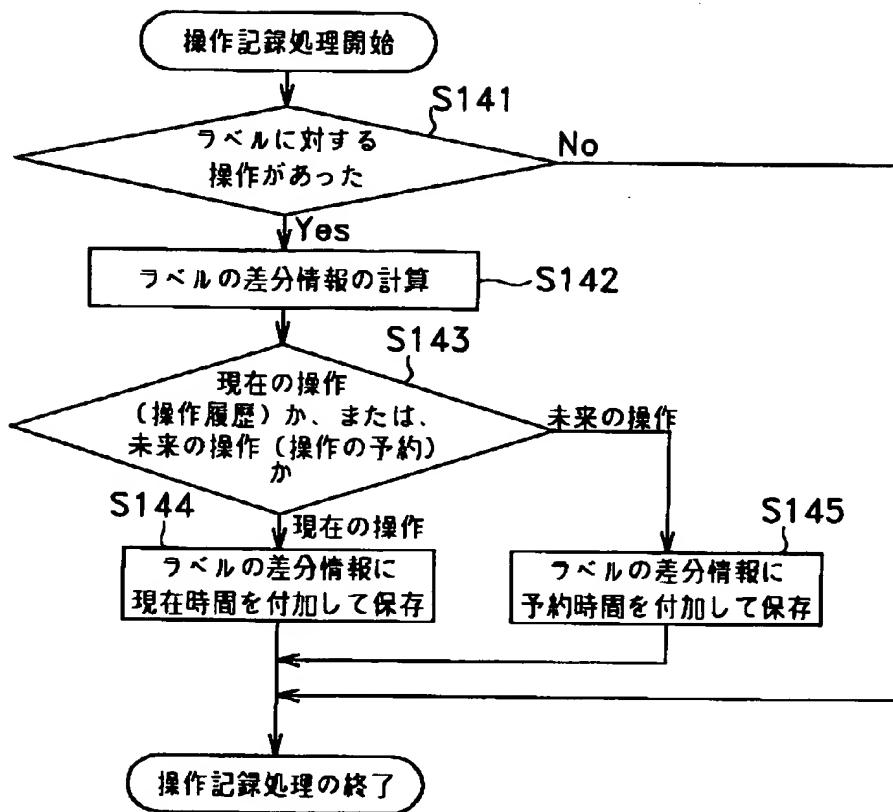 操作記録処理開始
S141
ラベルに対する
操作があった
No
Yes
ラベルの差分情報の計算
S142
S143
現在の操作
(操作履歴)か、または、
未来の操作(操作の予約)
か
未来の操作
S144
現在の操作
S145
ラベルの差分情報に
現在時間を付加して保存
ラベルの差分情報に
予約時間を付加して保存
操作記録処理の終了